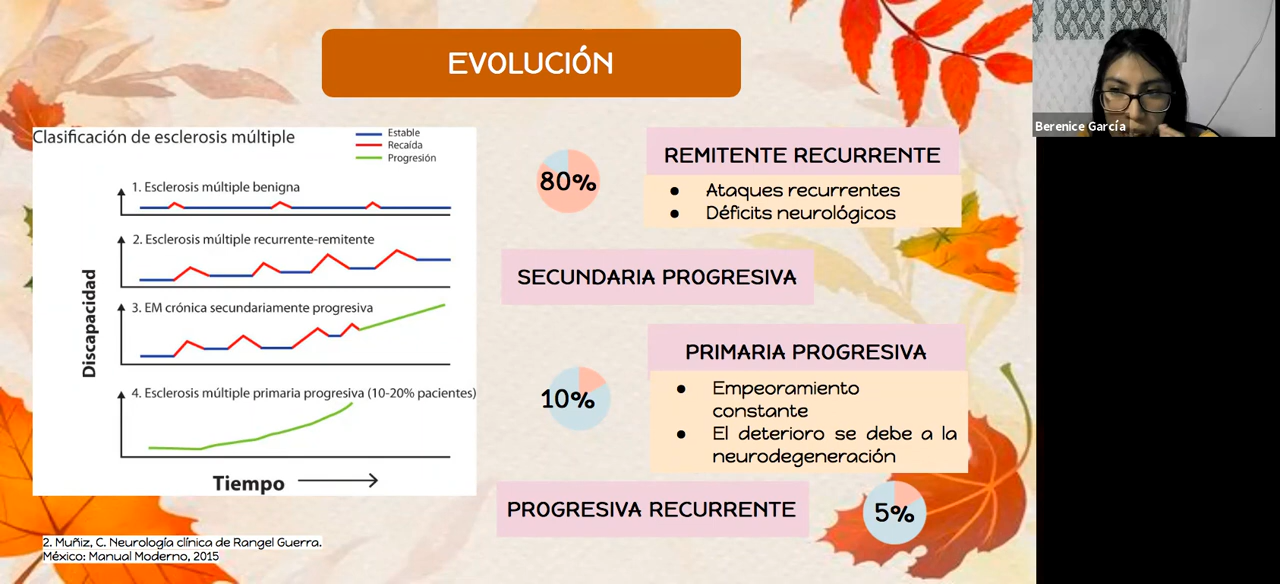 EVOLUCIÓN
Berenice García
Clasificación de esclerosis múltiple
Estable
Recaída
Progresión
1. Esclerosis múltiple benigna
2. Esclerosis múltiple recurrente-remitente
3. EM crónica secundariamente progresiva
4. Esclerosis múltiple primaria progresiva (10-20% pacientes)
Discapacidad
Tiempo
80%
REMITENTE RECURRENTE
● Ataques recurrentes
● Déficits neurológicos
SECUNDARIA PROGRESIVA
10%
PRIMARIA PROGRESIVA
● Empeoramiento
constante
● El deterioro se debe a la
neurodegeneración
PROGRESIVA RECURRENTE
5%
2. Muñiz, C. Neurología clínica de Rangel Guerra.
México: Manual Moderno, 2015